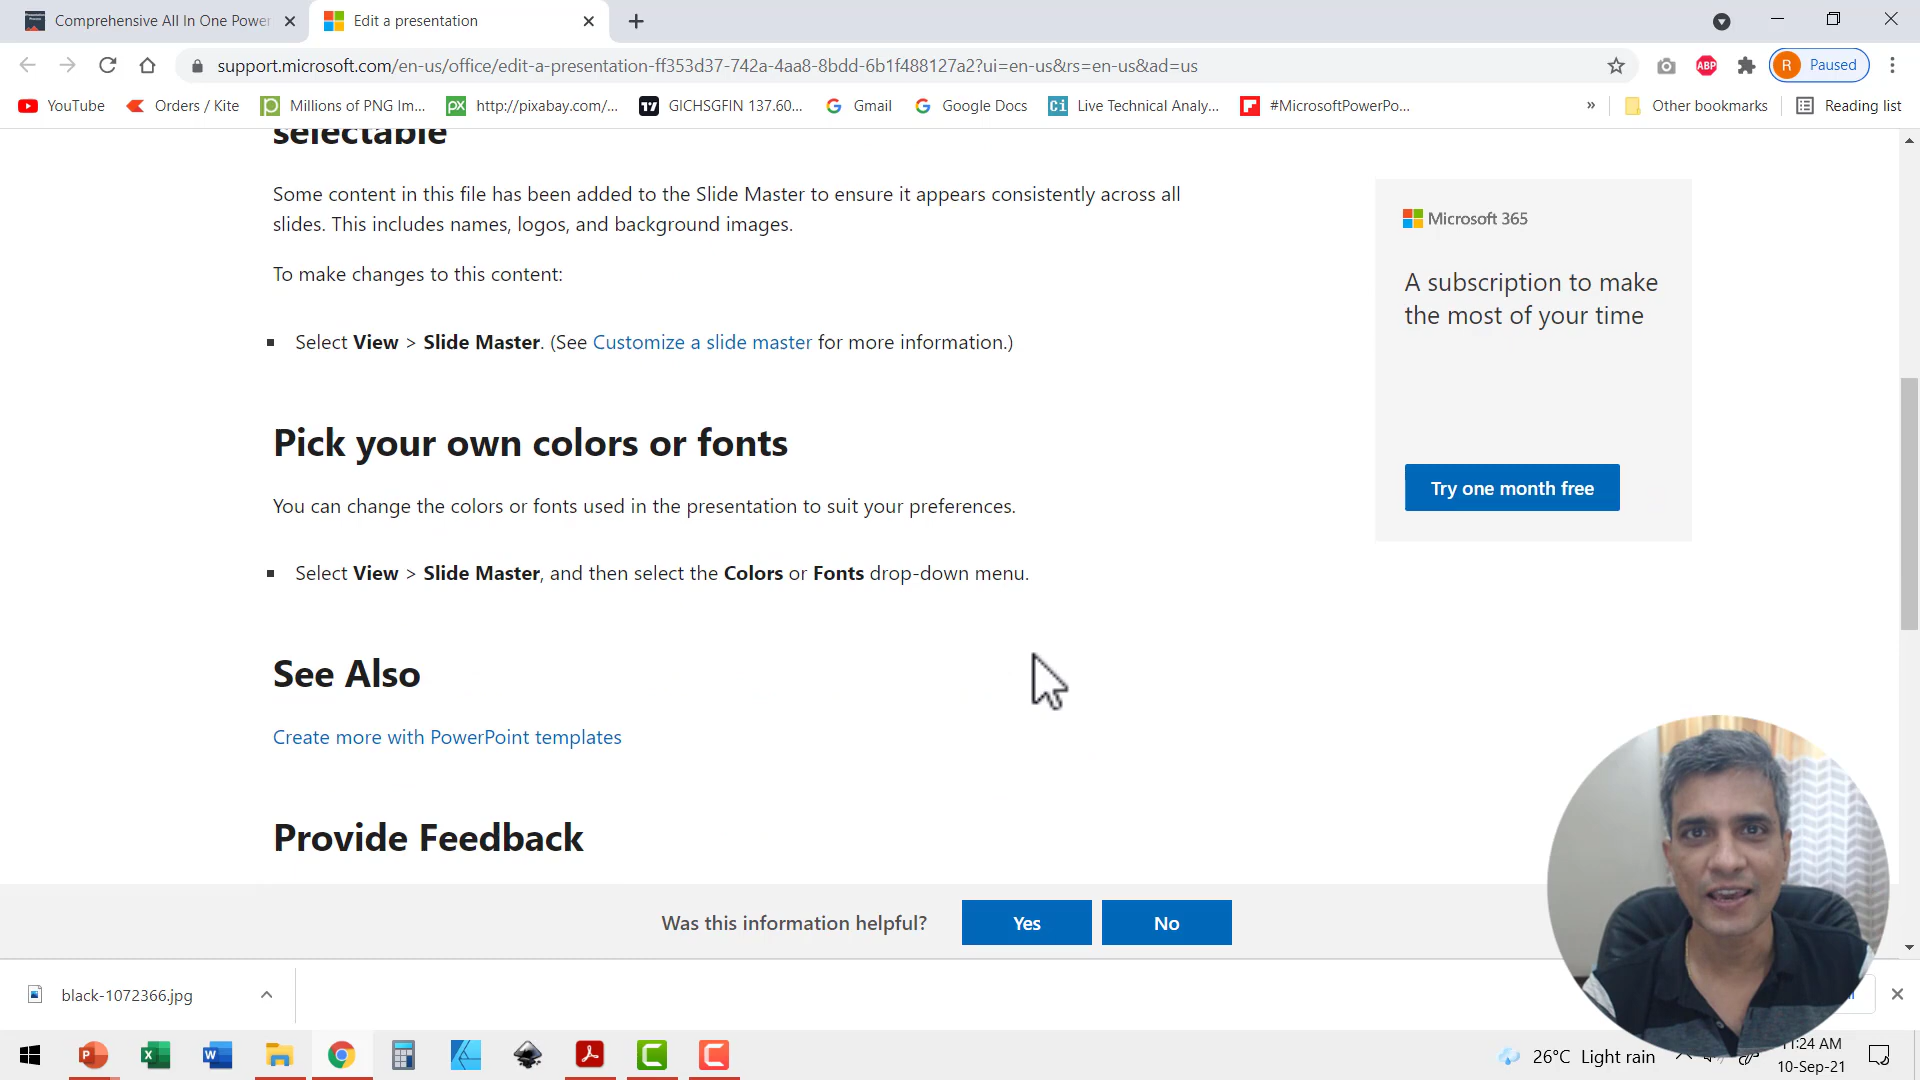 Comprehensive All In One Power
Edit a presentation
support.microsoft.com/en-us/office/edit-a-presentation-ff353d37-742a-4aa8-8bdd-6b1f488127a2?ui=en-us&rs=en-us&ad=us
ABP
R Paused
YouTube
Orders / Kite
Millions of PNG Im...
px http://pixabay.com/...
GICHSGFIN 137.60...
Gmail
Google Docs
Ci Live Technical Analy...
#MicrosoftPowerPo...
»
Other bookmarks
Reading list
selectable
Some content in this file has been added to the Slide Master to ensure it appears consistently across all
slides. This includes names, logos, and background images.
To make changes to this content:
Select View > Slide Master. (See Customize a slide master for more information.)
Pick your own colors or fonts
You can change the colors or fonts used in the presentation to suit your preferences.
Select View > Slide Master, and then select the Colors or Fonts drop-down menu.
See Also
Create more with PowerPoint templates
Provide Feedback
Microsoft 365
A subscription to make
the most of your time
Try one month free
Was this information helpful?
Yes
No
black-1072366.jpg
26°C Light rain
11:24 AM
10-Sep-21